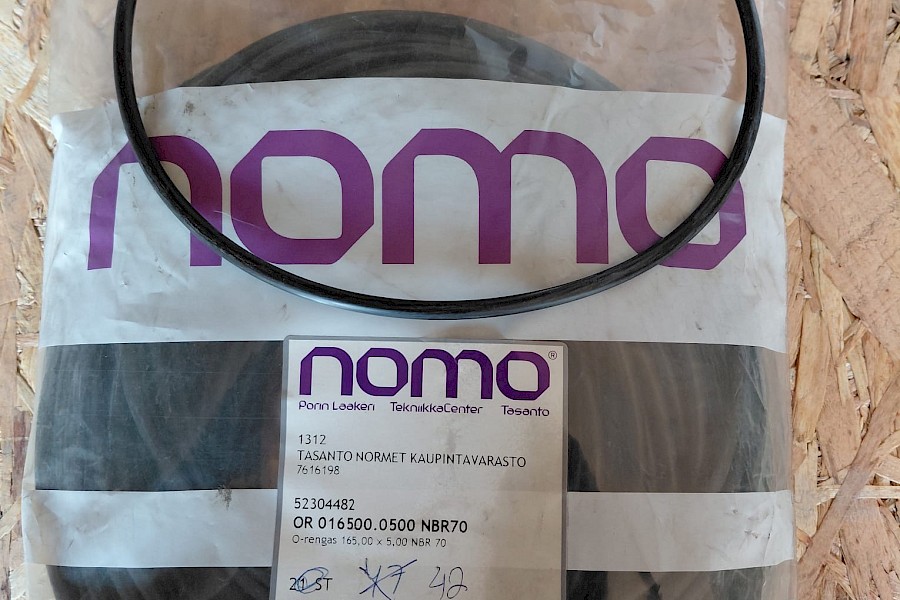 nomo
nomo®
Porin Laakeri TekniikkaCenter Tasanto
1312
TASANTO NORMET KAUPINTAVARASTO
7616198
52304482
OR 016500.0500 NBR70
O-rengas 165,00 x 5,00 NBR 70
ST 42